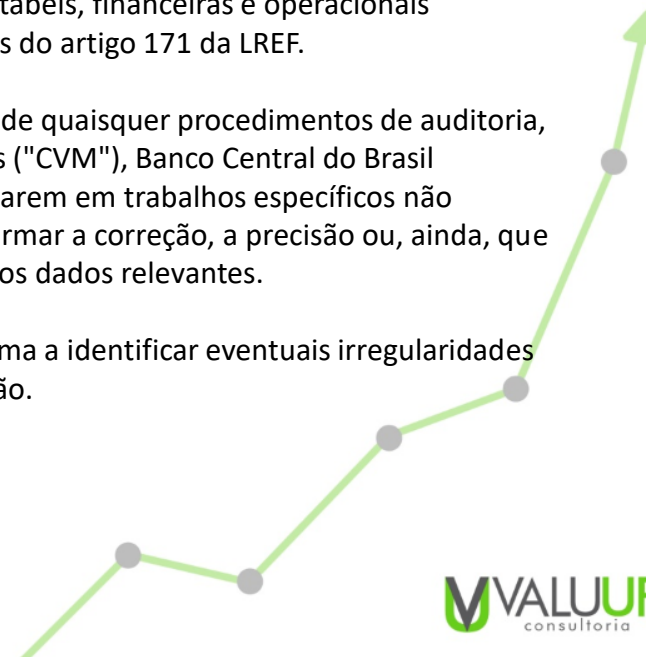 tábeis, financeiras e operacionais
s do artigo 171 da LREF.
de quaisquer procedimentos de auditoria,
s ("CVM"), Banco Central do Brasil
arem em trabalhos específicos não
rmar a correção, a precisão ou, ainda, que
os dados relevantes.
ma a identificar eventuais irregularidades
ão.
VALUUP
consultoria